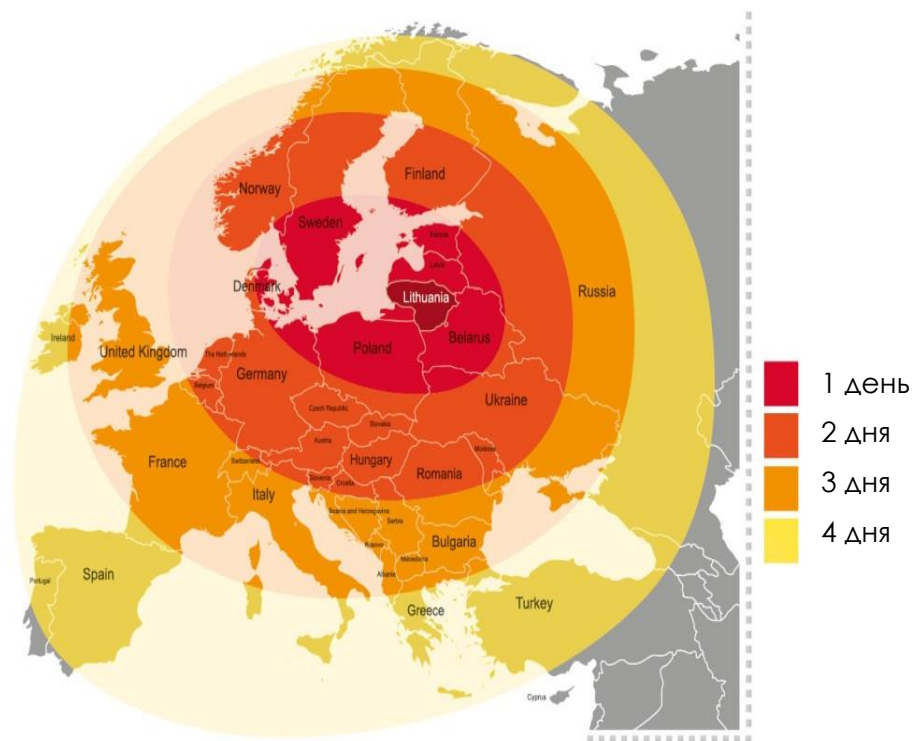 Norway
Finland
Sweden
Estonia
Latvia
Denmark
Lithuania
Russia
Ireland
United Kingdom
The Netherlands
Belgium
Germany
Poland
Belarus
Czech Republic
Slovakia
Ukraine
Austria
Hungary
Moldova
France
Switzerland
Slovenia
Croatia
Romania
Italy
Bosnia and Hercegovina
Serbia
Kosovo
Bulgaria
Macedonia
Albania
Portugal
Spain
Greece
Turkey
Cyprus
1 день
2 дня
3 дня
4 дня